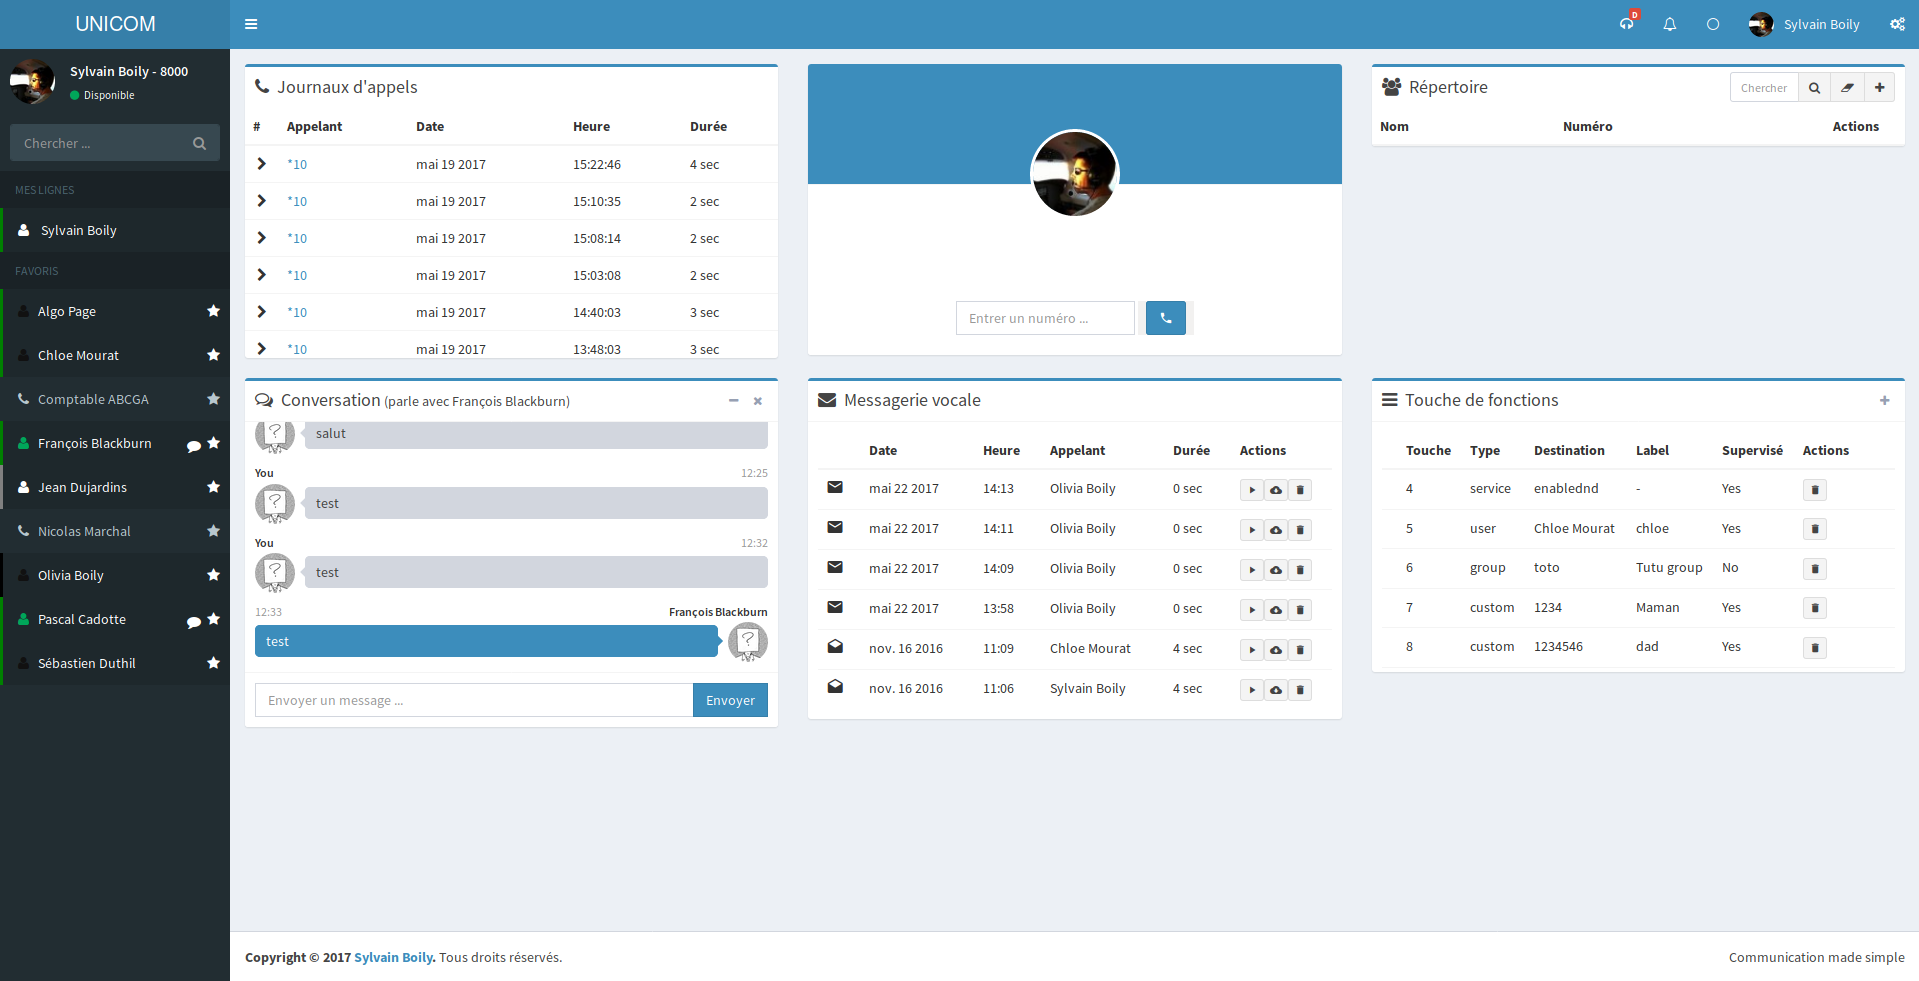 UNICOM
D
Sylvain Boily
Sylvain Boily - 8000
Disponible
Chercher ...
MES LIGNES
Sylvain Boily
FAVORIS
Algo Page
Chloe Mourat
Comptable ABCGA
François Blackburn
Jean Dujardins
Nicolas Marchal
Olivia Boily
Pascal Cadotte
Sébastien Duthil
Journaux d'appels
# Appelant Date Heure Durée
*10 mai 19 2017 15:22:46 4 sec
*10 mai 19 2017 15:10:35 2 sec
*10 mai 19 2017 15:08:14 2 sec
*10 mai 19 2017 15:03:08 2 sec
*10 mai 19 2017 14:40:03 3 sec
*10 mai 19 2017 13:48:03 3 sec
Entrer un numéro ...
Répertoire
Chercher
Nom Numéro Actions
Conversation (parle avec François Blackburn)
salut
You 12:25
test
You 12:32
test
12:33 François Blackburn
test
Envoyer un message ...
Envoyer
Messagerie vocale
Date Heure Appelant Durée Actions
mai 22 2017 14:13 Olivia Boily 0 sec
mai 22 2017 14:11 Olivia Boily 0 sec
mai 22 2017 14:09 Olivia Boily 0 sec
mai 22 2017 13:58 Olivia Boily 0 sec
nov. 16 2016 11:09 Chloe Mourat 4 sec
nov. 16 2016 11:06 Sylvain Boily 4 sec
Touche de fonctions
Touche Type Destination Label Supervisé Actions
4 service enablednd - Yes
5 user Chloe Mourat chloe Yes
6 group toto Tutu group No
7 custom 1234 Maman Yes
8 custom 1234546 dad Yes
Copyright © 2017 Sylvain Boily. Tous droits réservés.
Communication made simple